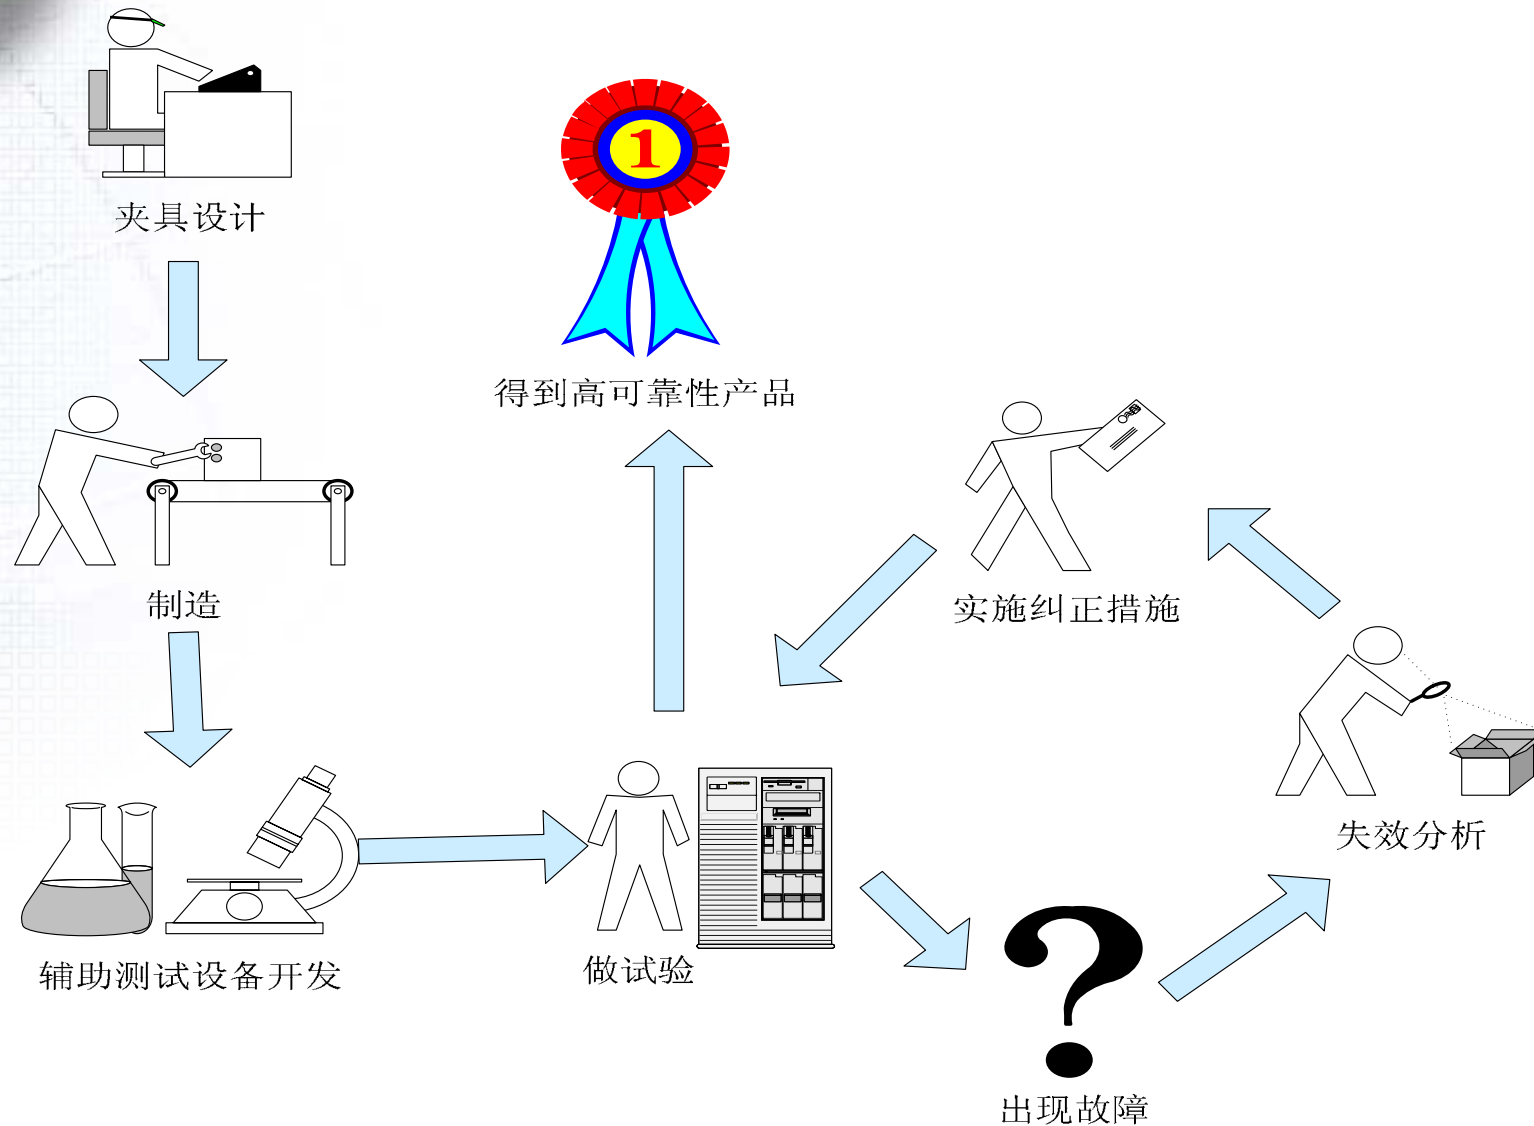 夹具设计
1
得到高可靠性产品
制造
实施纠正措施
失效分析
辅助测试设备开发
做试验
出现故障